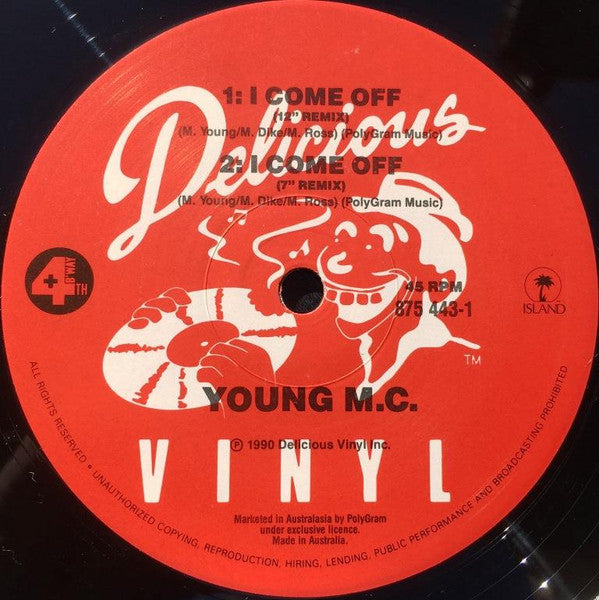 1: I COME OFF
(12" REMIX)
(M. Young/M. Dike/M. Ross) (PolyGram Music)
Delicious
2: I COME OFF
(7" REMIX)
(M. Young/M. Dike/M. Ross) (PolyGram Music)
4+
B'WAY
TH
45 RPM
875 443-1
ISLAND
TM
YOUNG M.C.
℗ 1990 Delicious Vinyl Inc.
VINYL
Marketed in Australasia by PolyGram
under exclusive licence.
Made in Australia.
ALL RIGHTS RESERVED • UNAUTHORIZED COPYING, REPRODUCTION, HIRING, LENDING, PUBLIC PERFORMANCE AND BROADCASTING PROHIBITED